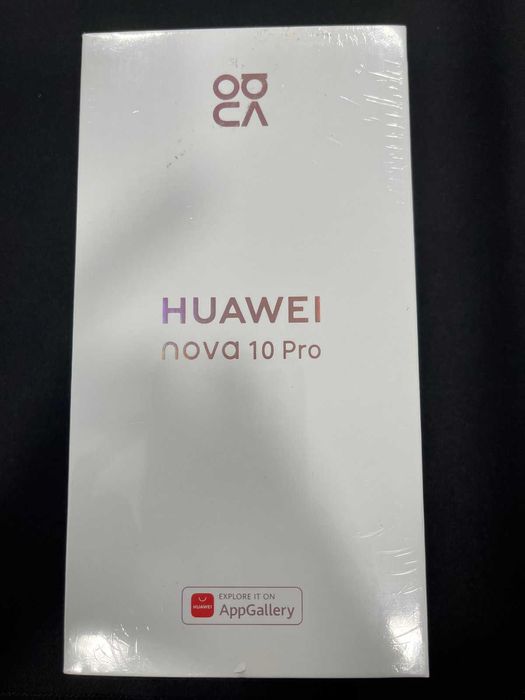 HUAWEI
nova 10 Pro
EXPLORE IT ON
HUAWEI
AppGallery